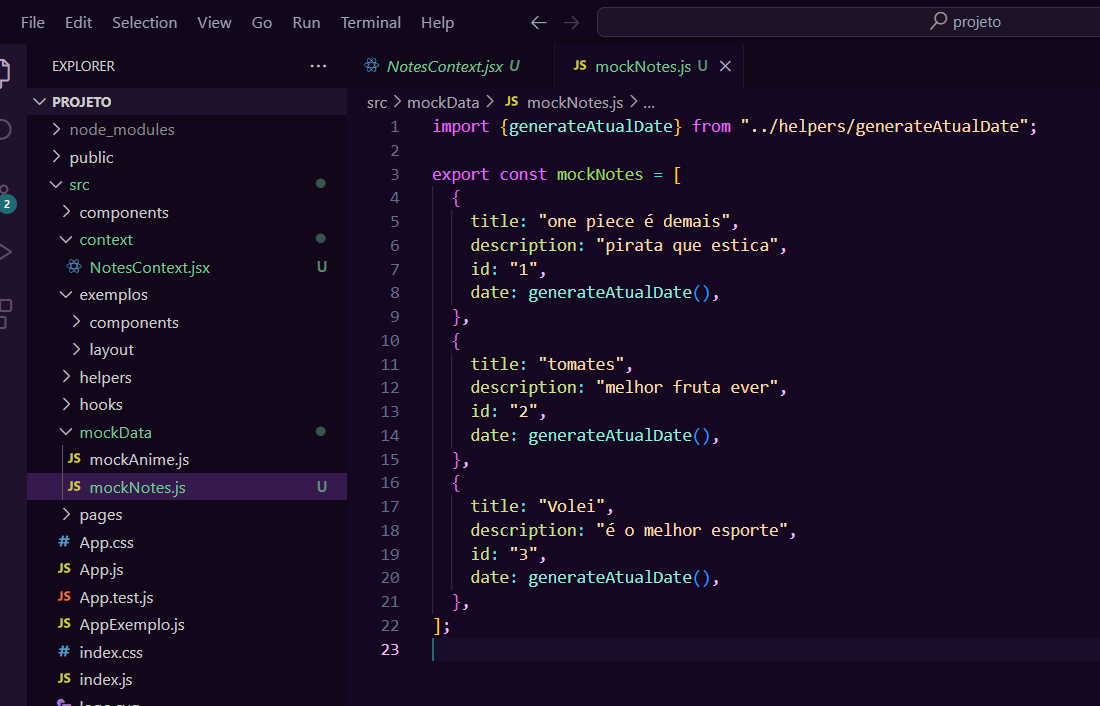 File Edit Selection View Go Run Terminal Help
projeto
EXPLORER
PROJETO
node_modules
public
src
components
context
NotesContext.jsx U
exemplos
components
layout
helpers
hooks
mockData
JS mockAnime.js
JS mockNotes.js U
pages
# App.css
JS App.js
JS App.test.js
JS AppExemplo.js
# index.css
JS index.js
2
NotesContext.jsx U
JS mockNotes.js U
src > mockData > JS mockNotes.js > ...
1 import {generateAtualDate} from "../helpers/generateAtualDate";
2
3 export const mockNotes = [
4 {
5 title: "one piece é demais",
6 description: "pirata que estica",
7 id: "1",
8 date: generateAtualDate(),
9 },
10 {
11 title: "tomates",
12 description: "melhor fruta ever",
13 id: "2",
14 date: generateAtualDate(),
15 },
16 {
17 title: "Volei",
18 description: "é o melhor esporte",
19 id: "3",
20 date: generateAtualDate(),
21 },
22 ];
23